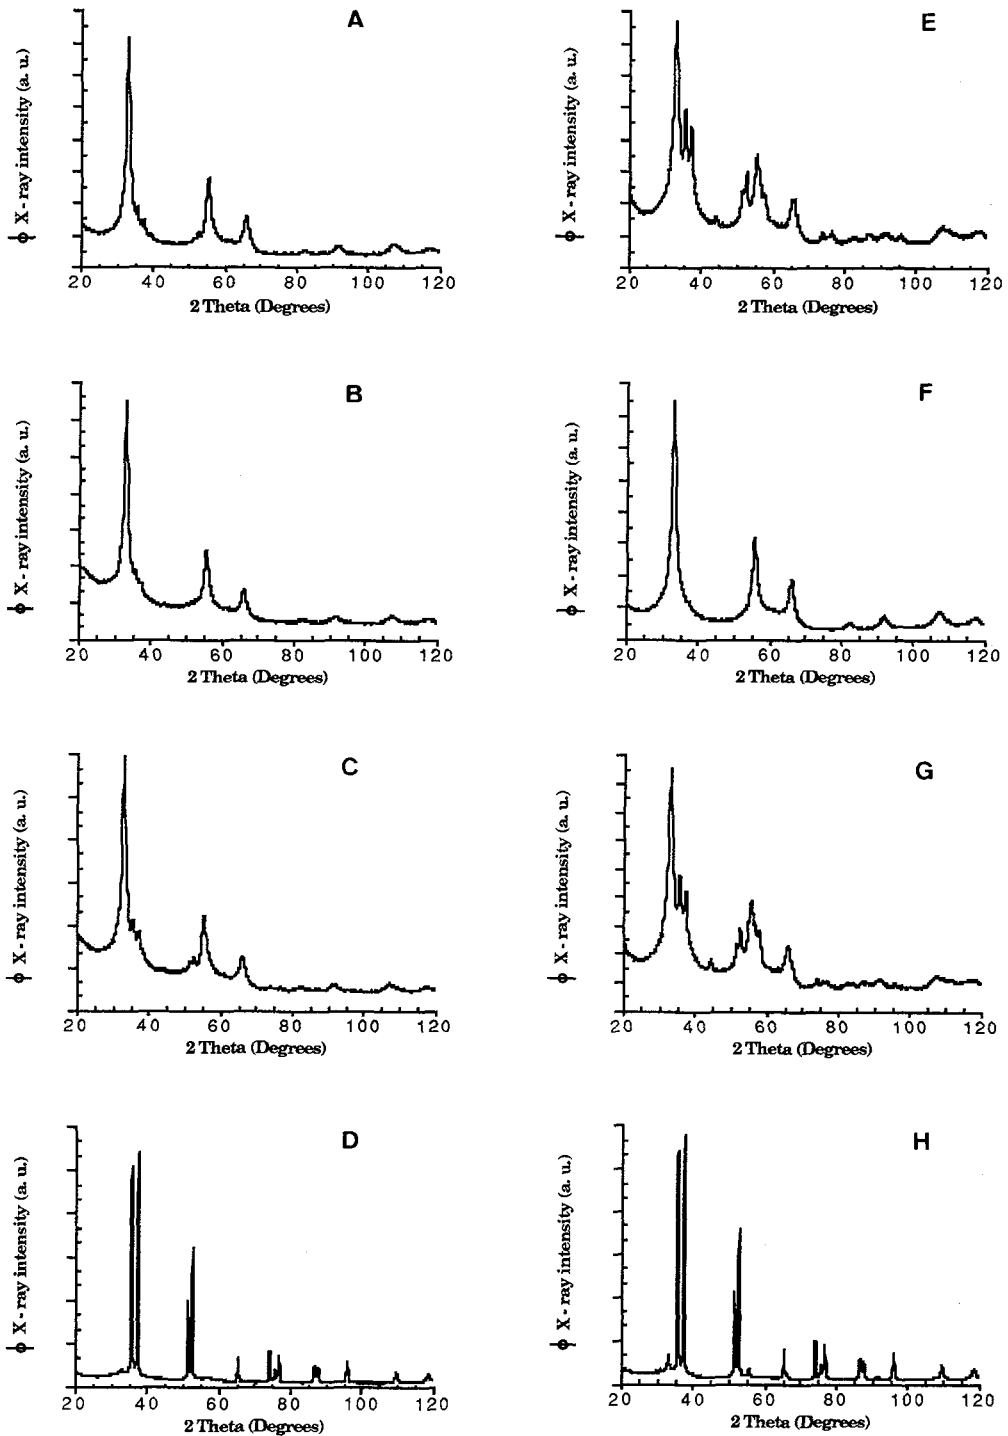 A
ϕ X - ray intensity (a. u.)
20 40 60 80 100 120
2 Theta (Degrees)
E
ϕ X - ray intensity (a. u.)
20 40 60 80 100 120
2 Theta (Degrees)
B
ϕ X - ray intensity (a. u.)
20 40 60 80 100 120
2 Theta (Degrees)
F
ϕ X - ray intensity (a. u.)
20 40 60 80 100 120
2 Theta (Degrees)
C
ϕ X - ray intensity (a. u.)
20 40 60 80 100 120
2 Theta (Degrees)
G
ϕ X - ray intensity (a. u.)
20 40 60 80 100 120
2 Theta (Degrees)
D
ϕ X - ray intensity (a. u.)
20 40 60 80 100 120
2 Theta (Degrees)
H
ϕ X - ray intensity (a. u.)
20 40 60 80 100 120
2 Theta (Degrees)